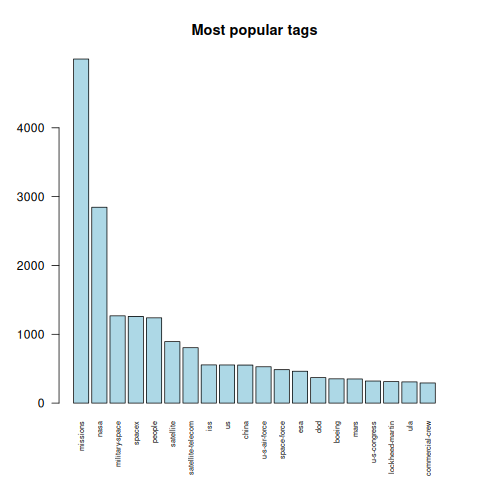 Most popular tags
4000
3000
2000
1000
0
missions
nasa
military-space
spacex
people
satellite
satellite-telecom
iss
us
china
u-s-air-force
space-force
esa
dod
boeing
mars
u-s-congress
lockheed-martin
ula
commercial-crew